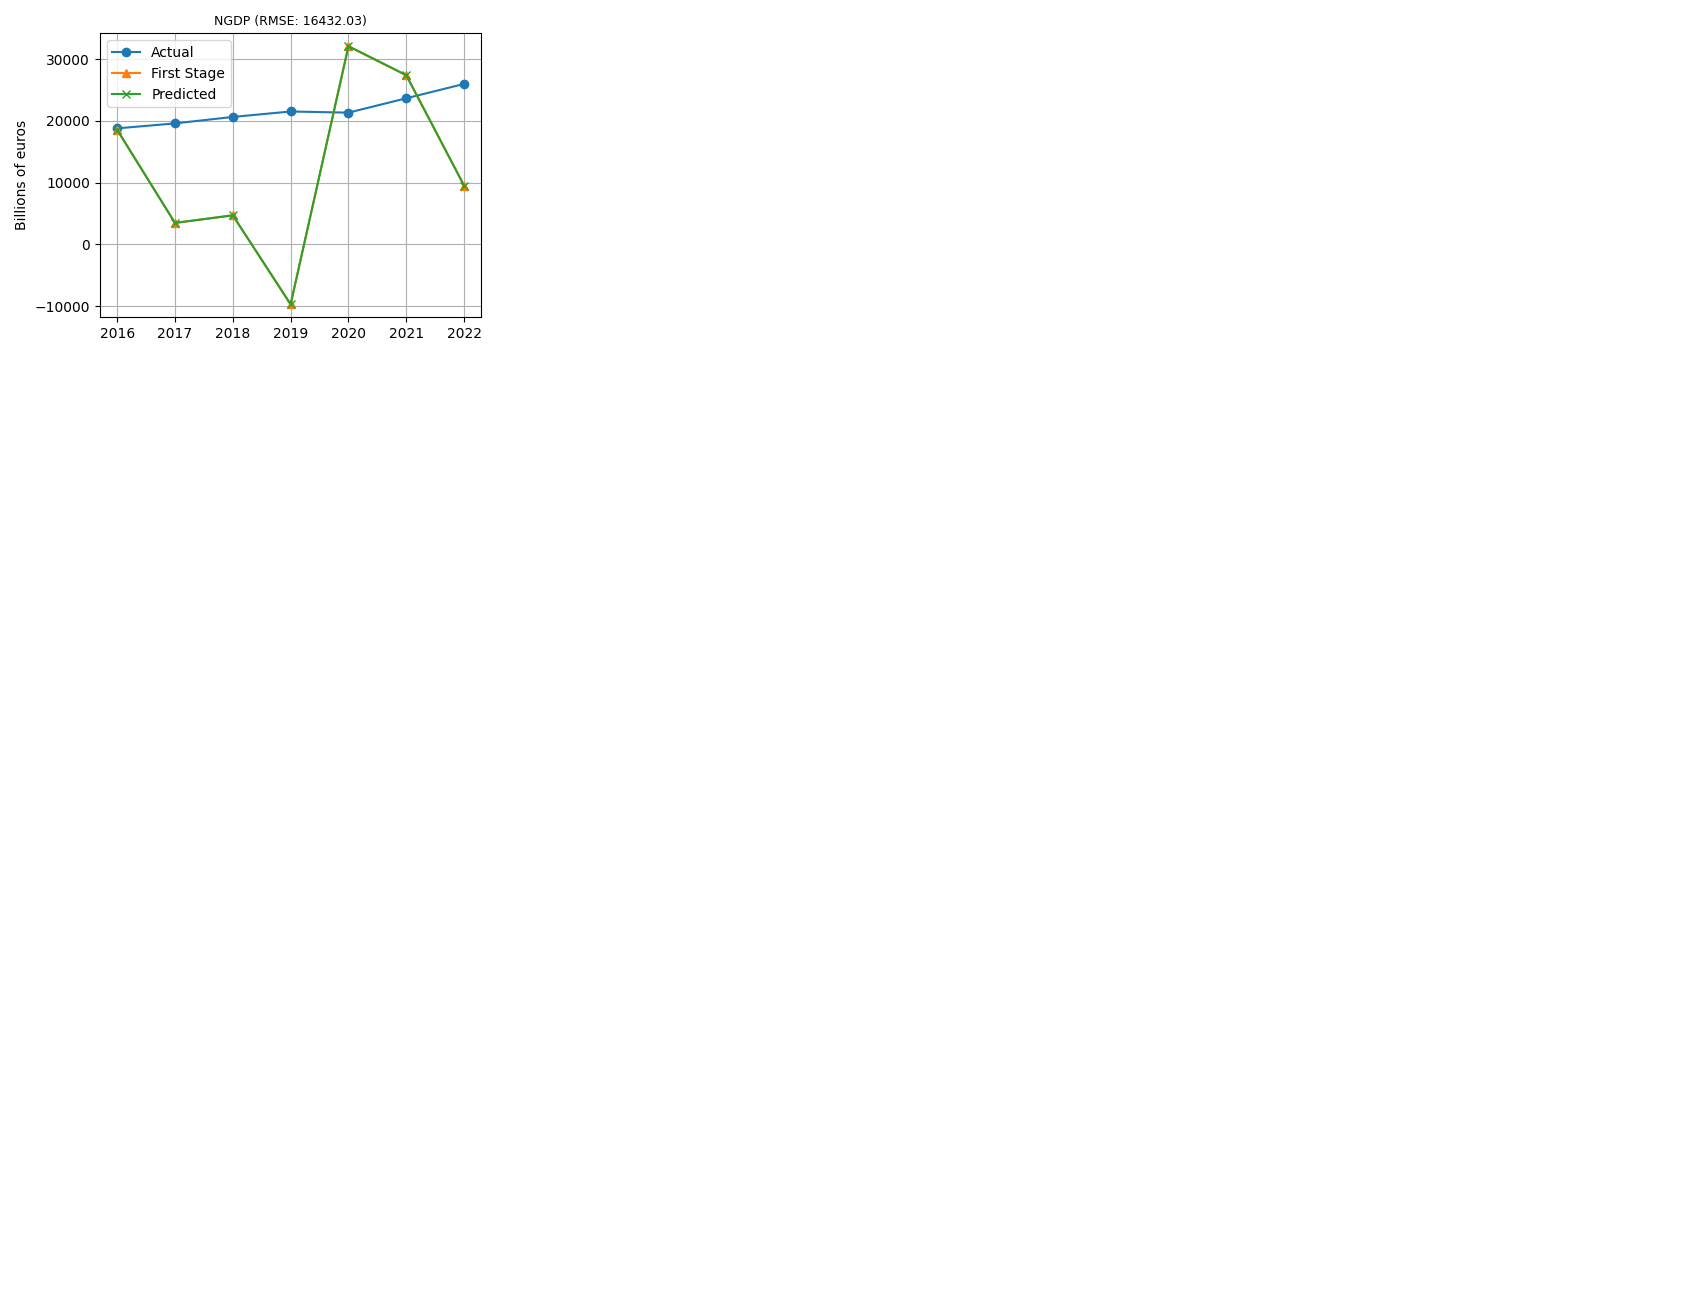 NGDP (RMSE: 16432.03)
Actual
First Stage
Predicted
Billions of euros
30000
20000
10000
0
−10000
2016 2017 2018 2019 2020 2021 2022